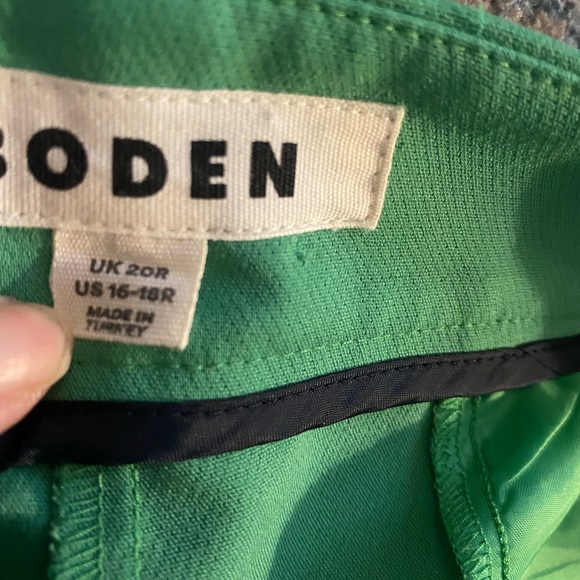 BODEN
UK 20R
US 16-18R
MADE IN
TURKEY